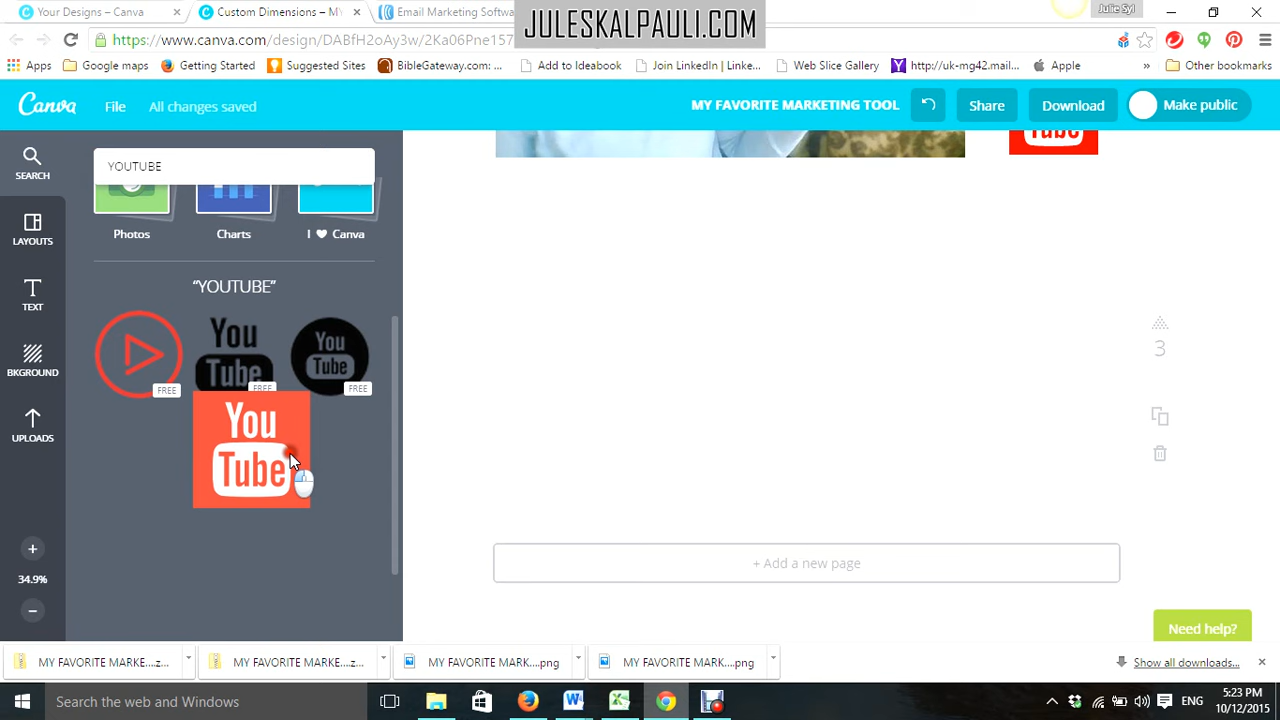 Your Designs – Canva
Custom Dimensions – MY
Email Marketing Softwa
JULESKALPAULI.COM
Julie Syl
https://www.canva.com/design/DABfH2oAy3w/2Ka06Pne157
Apps
Google maps
Getting Started
Suggested Sites
BibleGateway.com: -
Add to Ideabook
Join LinkedIn | Linke...
Web Slice Gallery
http://uk-mg42.mail...
Apple
»
Other bookmarks
Canva
File
All changes saved
MY FAVORITE MARKETING TOOL
Share
Download
Make public
SEARCH
LAYOUTS
TEXT
BKGROUND
UPLOADS
34.9%
YOUTUBE
Photos
Charts
I ♥ Canva
“YOUTUBE”
FREE
You
Tube
FREE
You
Tube
FREE
You
Tube
Tube
3
+ Add a new page
Need help?
MY FAVORITE MARKE....z...
MY FAVORITE MARKE....z...
MY FAVORITE MARK....png
MY FAVORITE MARK....png
Show all downloads...
Search the web and Windows
ENG
5:23 PM
10/12/2015